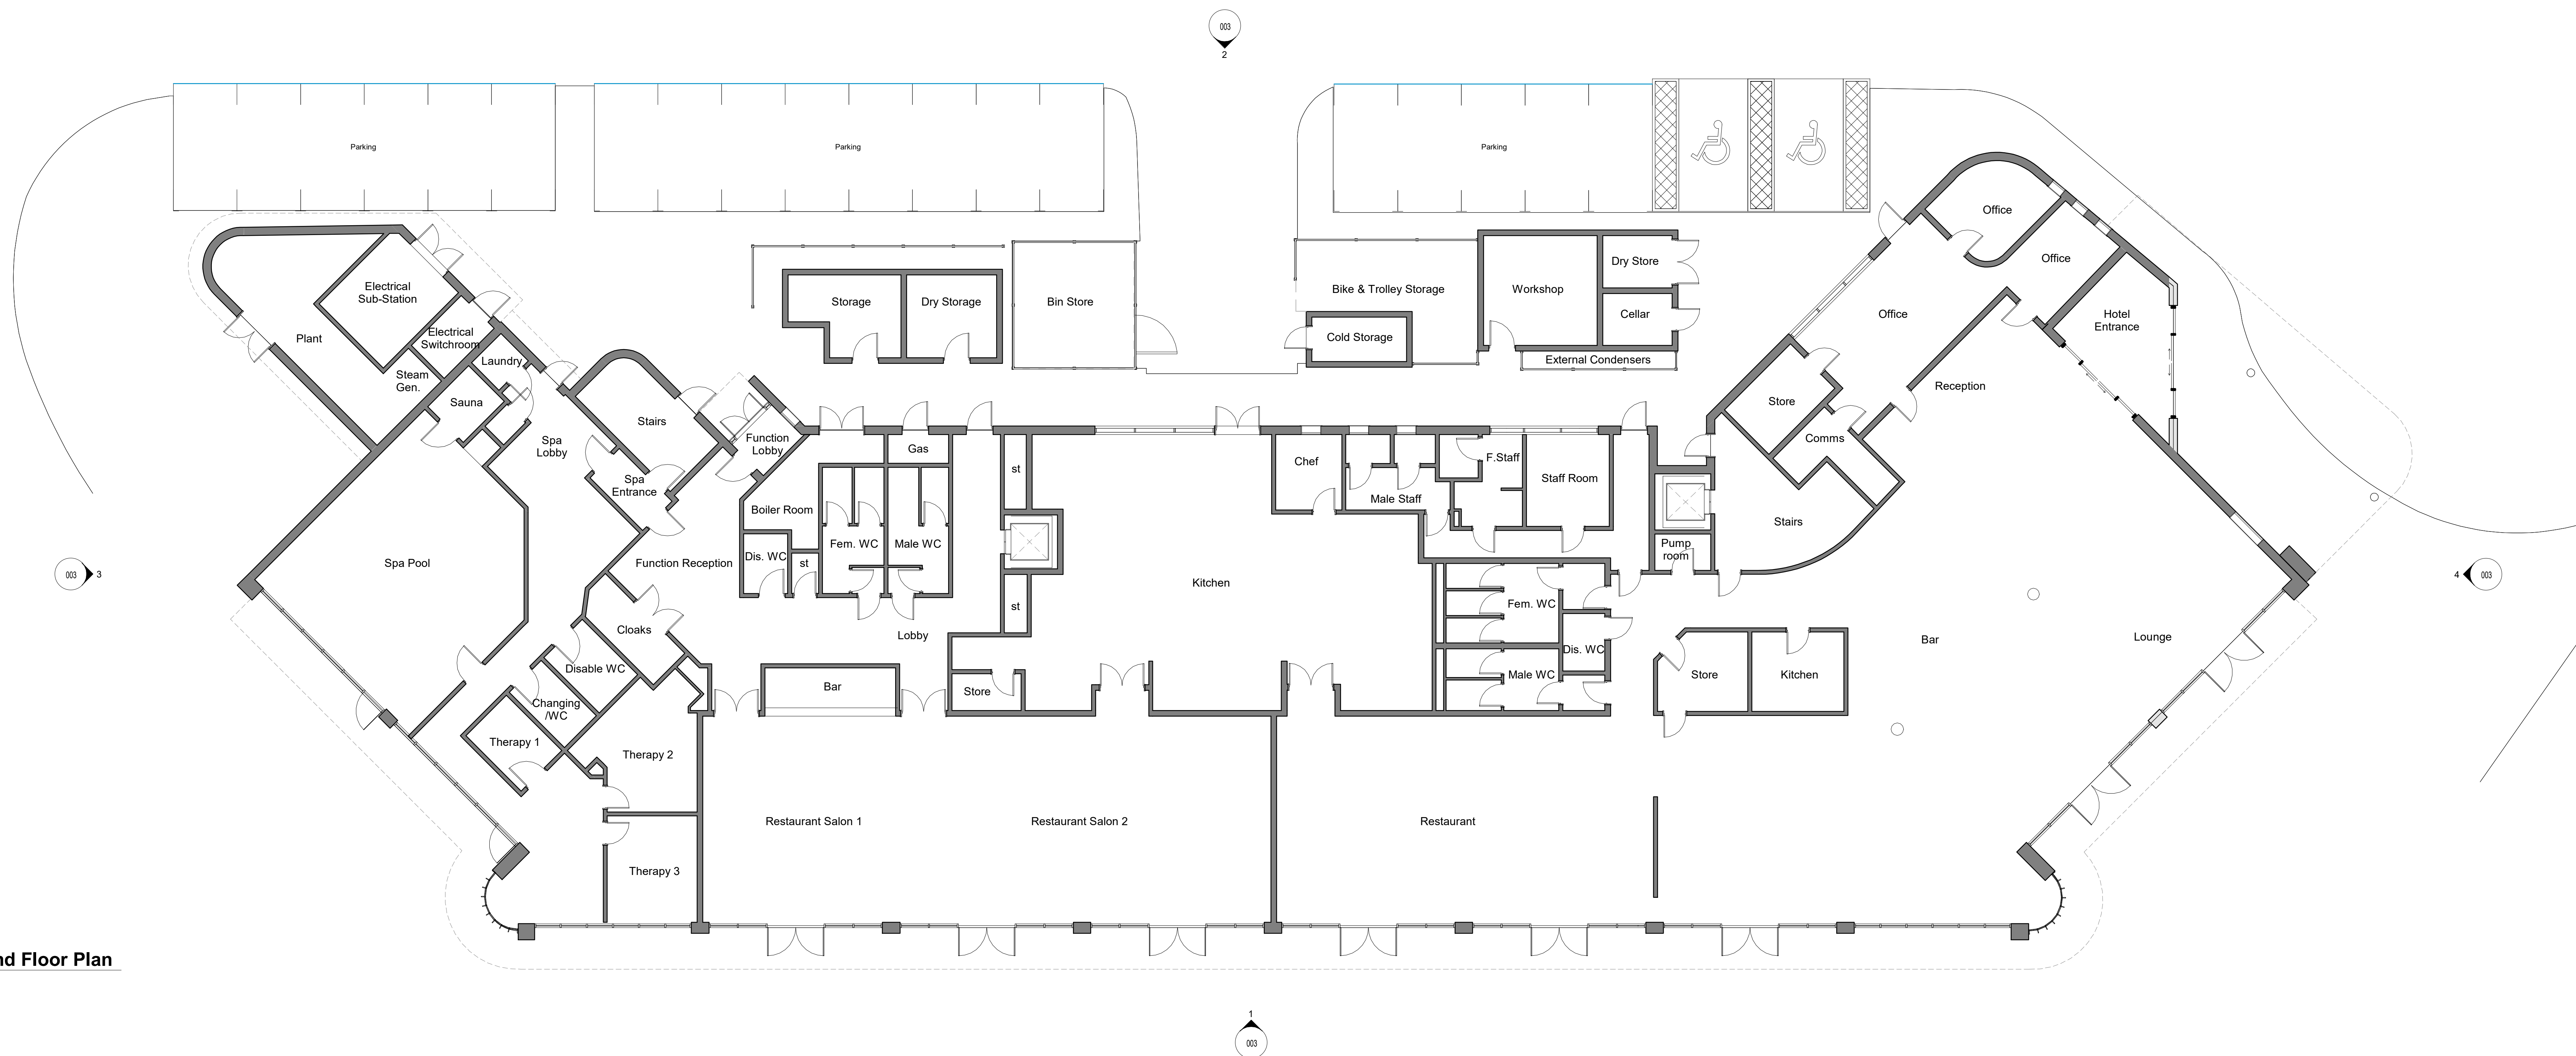 003
2
Parking
Parking
Parking
Office
Office
Dry Store
Electrical
Sub-Station
Storage
Dry Storage
Bin Store
Bike & Trolley Storage
Workshop
Cellar
Office
Hotel
Entrance
Plant
Electrical
Switchroom
Cold Storage
External Condensers
Laundry
Steam
Gen.
Sauna
Reception
Store
Stairs
Spa
Lobby
Function
Lobby
Gas
st
Chef
F.Staff
Staff Room
Comms
Spa
Entrance
Male Staff
Boiler Room
Stairs
Fem. WC
Male WC
Dis. WC
st
Pump
room
Spa Pool
Function Reception
Kitchen
003
3
4
003
st
Fem. WC
Cloaks
Lobby
Bar
Lounge
Dis. WC
Disable WC
Bar
Store
Male WC
Store
Kitchen
Changing
/WC
Therapy 1
Therapy 2
Restaurant Salon 1
Restaurant Salon 2
Restaurant
Therapy 3
nd Floor Plan
1
003